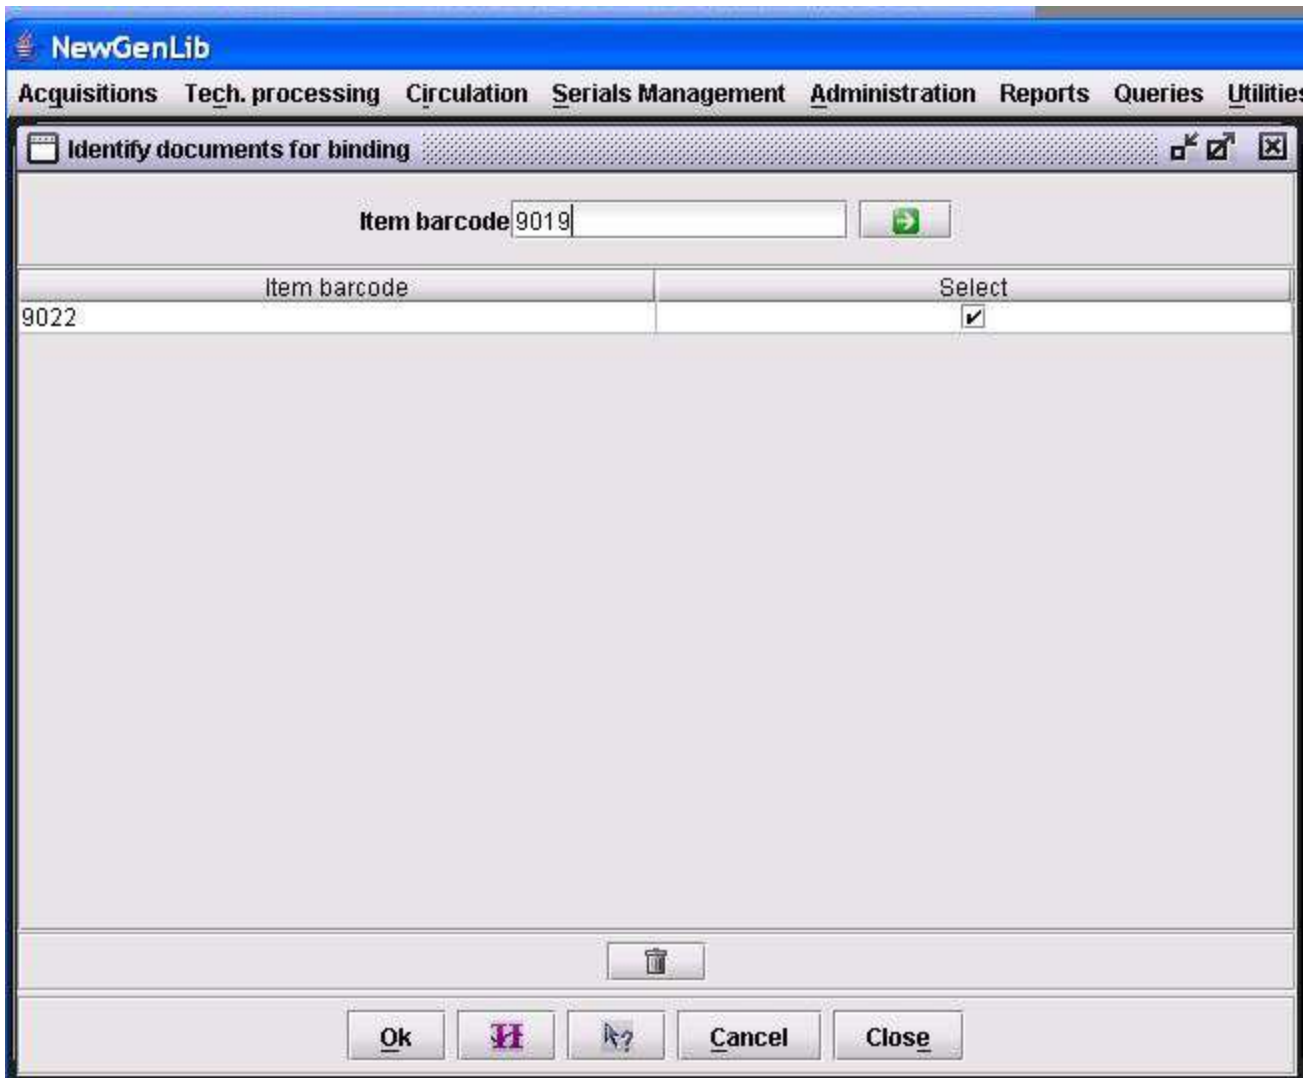 NewGenLib
Acquisitions Tech. processing Circulation Serials Management Administration Reports Queries Utilities
Identify documents for binding
Item barcode 9019
Item barcode Select
9022
Ok Cancel Close